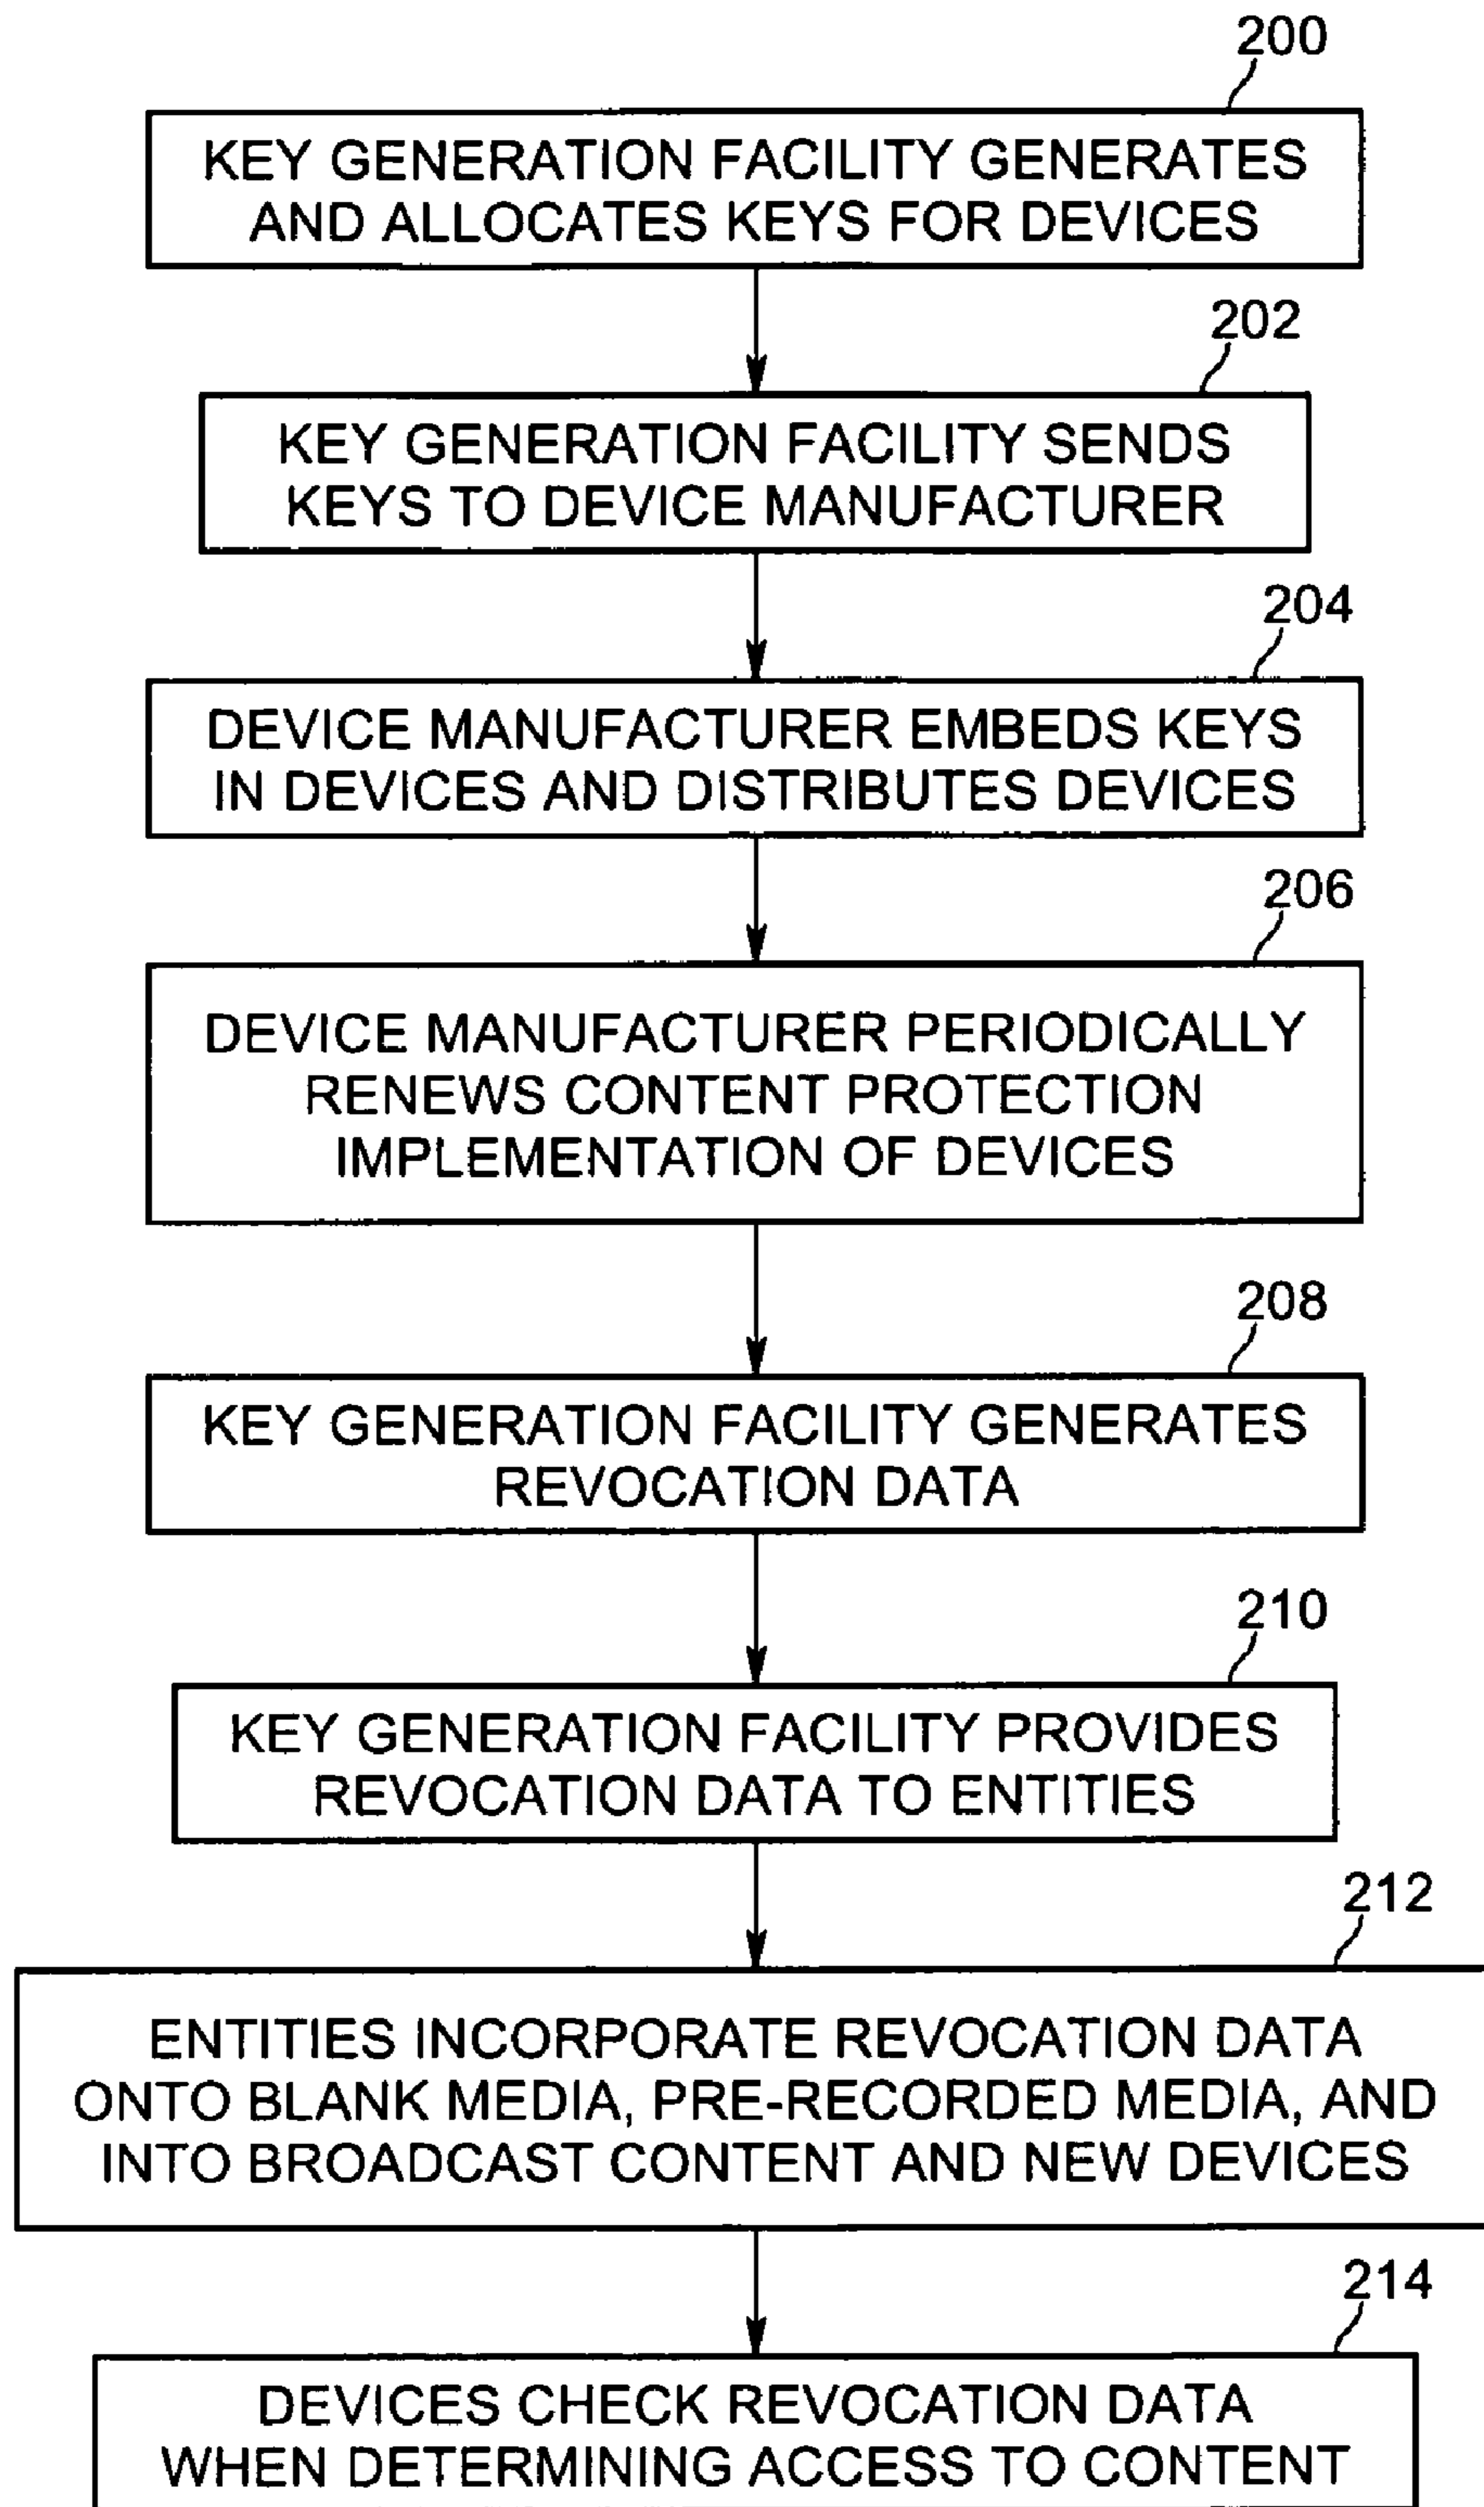 200
KEY GENERATION FACILITY GENERATES
AND ALLOCATES KEYS FOR DEVICES
202
KEY GENERATION FACILITY SENDS
KEYS TO DEVICE MANUFACTURER
204
DEVICE MANUFACTURER EMBEDS KEYS
IN DEVICES AND DISTRIBUTES DEVICES
206
DEVICE MANUFACTURER PERIODICALLY
RENEWS CONTENT PROTECTION
IMPLEMENTATION OF DEVICES
208
KEY GENERATION FACILITY GENERATES
REVOCATION DATA
210
KEY GENERATION FACILITY PROVIDES
REVOCATION DATA TO ENTITIES
212
ENTITIES INCORPORATE REVOCATION DATA
ONTO BLANK MEDIA, PRE-RECORDED MEDIA, AND
INTO BROADCAST CONTENT AND NEW DEVICES
214
DEVICES CHECK REVOCATION DATA
WHEN DETERMINING ACCESS TO CONTENT